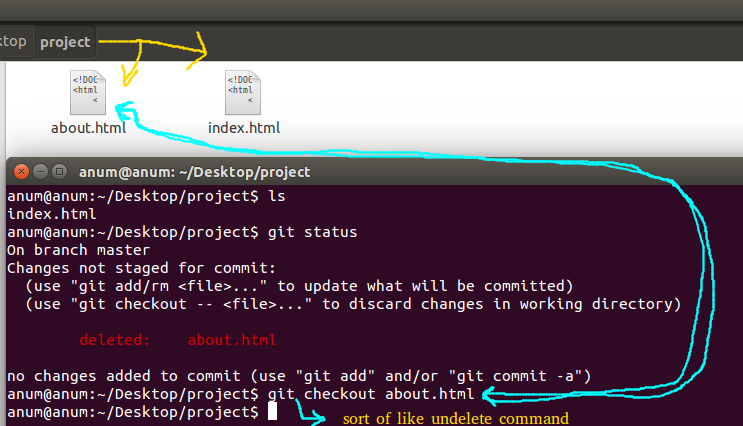 ktop project
<!DOC
<html
<
<!DOC
<html
<
about.html
index.html
anum@anum: ~/Desktop/project
anum@anum:~/Desktop/project$ ls
index.html
anum@anum:~/Desktop/project$ git status
On branch master
Changes not staged for commit:
(use "git add/rm <file>..." to update what will be committed)
(use "git checkout -- <file>..." to discard changes in working directory)
deleted: about.html
no changes added to commit (use "git add" and/or "git commit -a")
anum@anum:~/Desktop/project$ git checkout about.html
anum@anum:~/Desktop/project$
sort of like undelete command